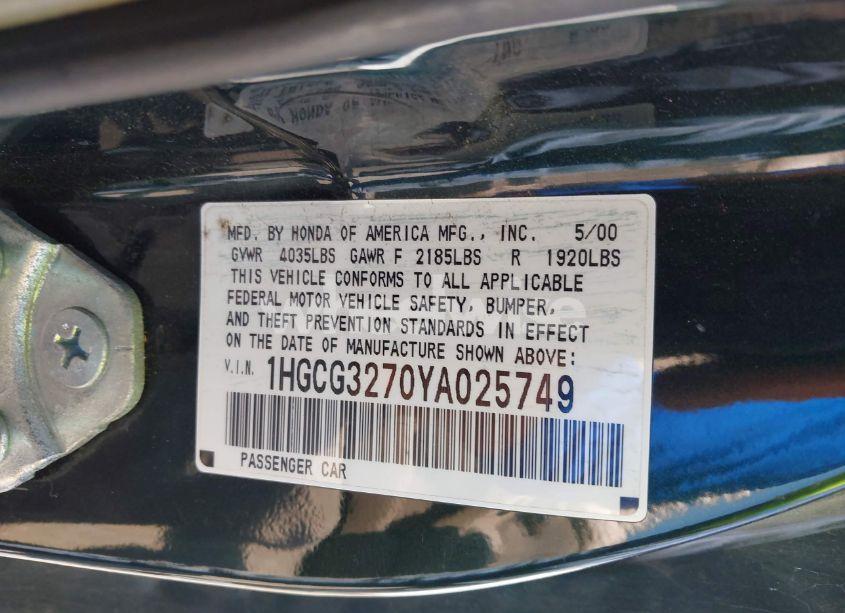 MFD. BY HONDA OF AMERICA MFG., INC. 5/00
GVWR 4035LBS GAWR F 2185LBS R 1920LBS
THIS VEHICLE CONFORMS TO ALL APPLICABLE
FEDERAL MOTOR VEHICLE SAFETY, BUMPER,
AND THEFT PREVENTION STANDARDS IN EFFECT
ON THE DATE OF MANUFACTURE SHOWN ABOVE:
V.I.N. 1HGCG3270YA025749
PASSENGER CAR